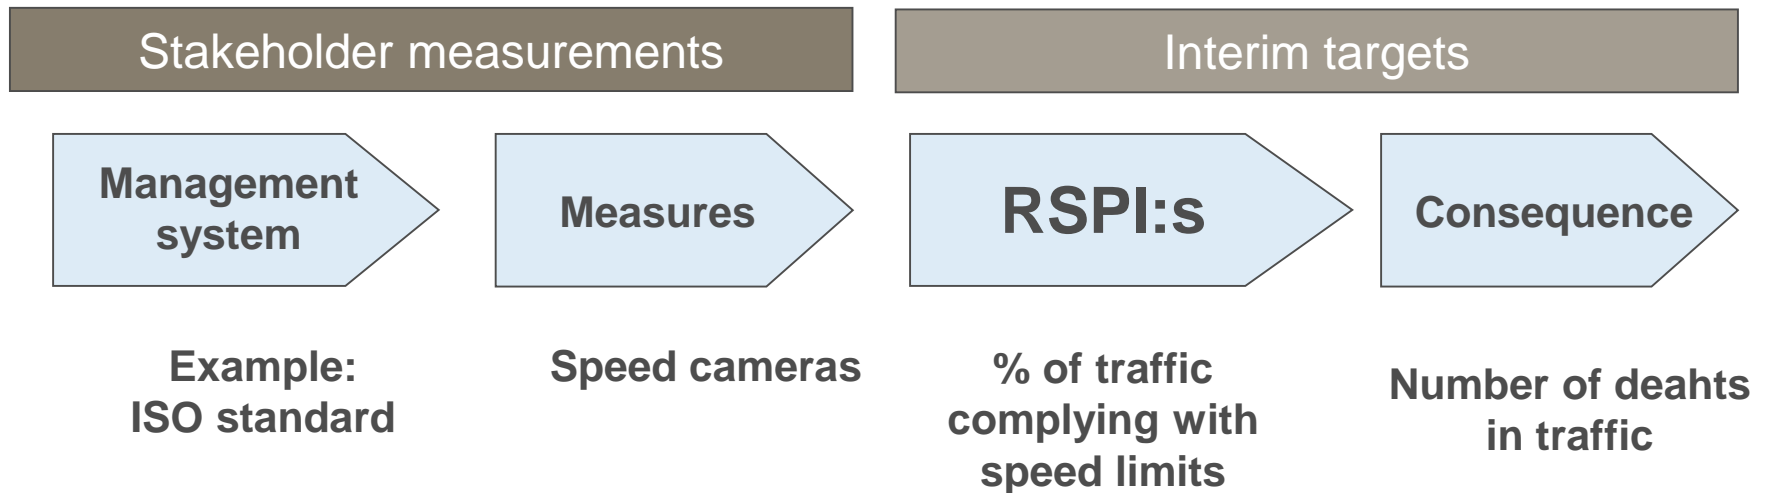 Stakeholder measurements
Interim targets
Management
system
Measures
RSPI:s
Consequence
Example:
ISO standard
Speed cameras
% of traffic
complying with
speed limits
Number of deahts
in traffic